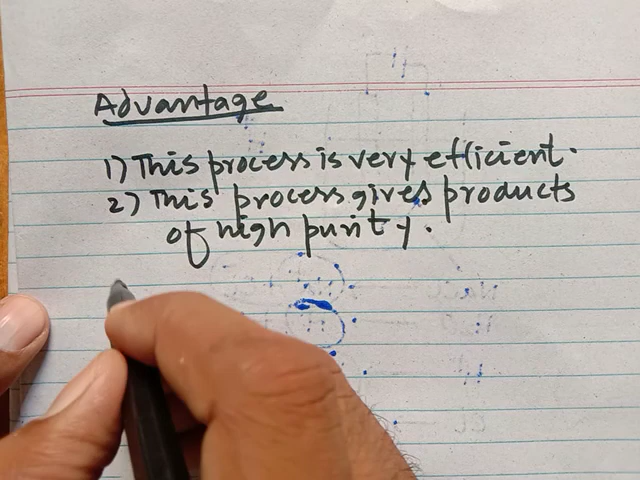 Advantage
1) This process is very efficient.
2) This process gives products
of high purity.